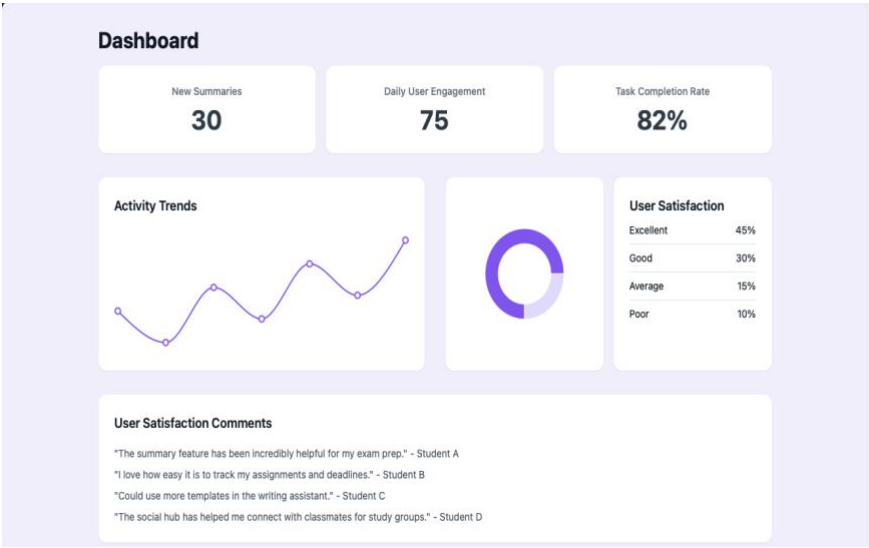 Dashboard
New Summaries
30
Daily User Engagement
75
Task Completion Rate
82%
Activity Trends
User Satisfaction
Excellent 45%
Good 30%
Average 15%
Poor 10%
User Satisfaction Comments
"The summary feature has been incredibly helpful for my exam prep." - Student A
"I love how easy it is to track my assignments and deadlines." - Student B
"Could use more templates in the writing assistant." - Student C
"The social hub has helped me connect with classmates for study groups." - Student D